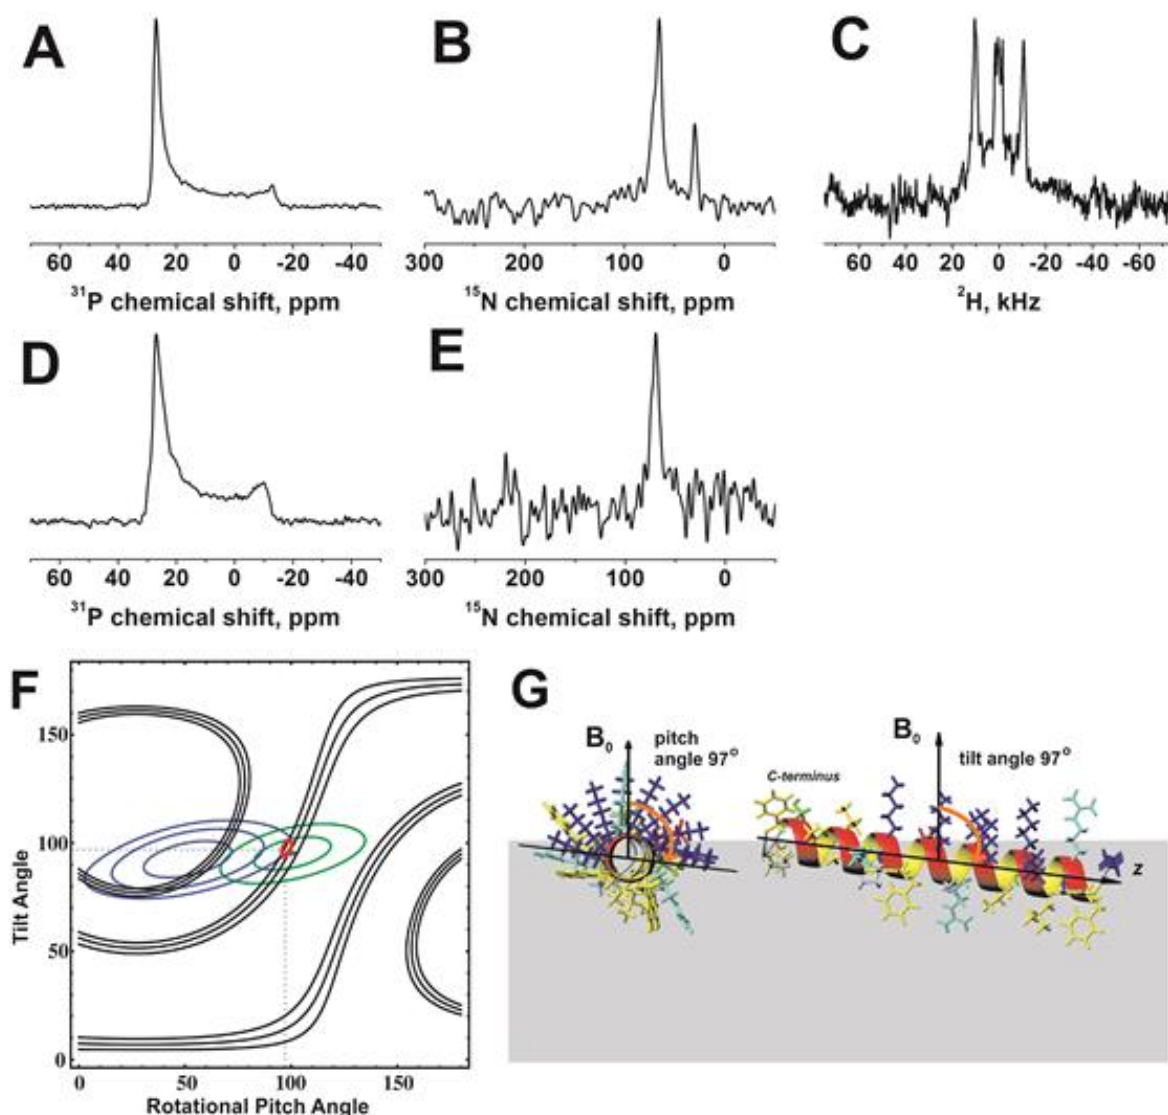 A
B
C
60 40 20 0 -20 -40
31P chemical shift, ppm
300 200 100 0
15N chemical shift, ppm
60 40 20 0 -20 -40 -60
2H, kHz
D
E
60 40 20 0 -20 -40
31P chemical shift, ppm
300 200 100 0
15N chemical shift, ppm
F
Tilt Angle
150
100
50
0
0 50 100 150
Rotational Pitch Angle
G
B0
pitch
angle 97°
C-terminus
B0
tilt angle 97°
z